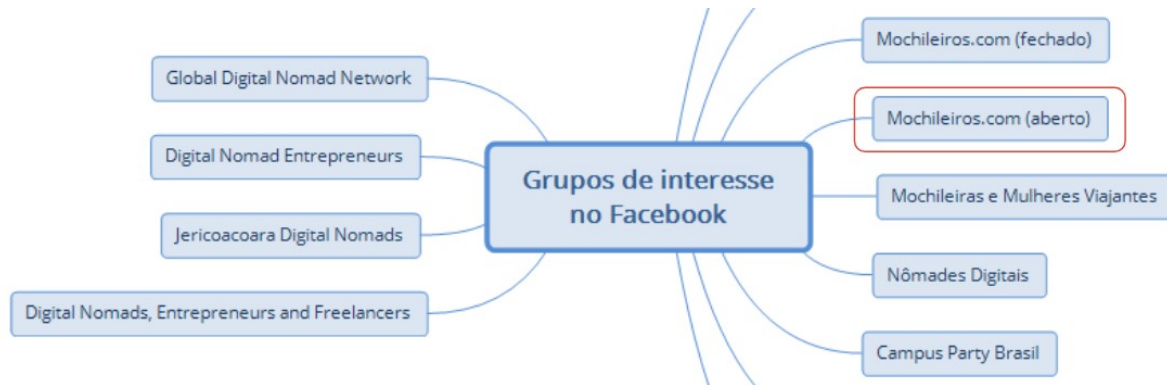 Global Digital Nomad Network
Digital Nomad Entrepreneurs
Jericoacoara Digital Nomads
Digital Nomads, Entrepreneurs and Freelancers
Grupos de interesse
no Facebook
Mochileiros.com (fechado)
Mochileiros.com (aberto)
Mochileiras e Mulheres Viajantes
Nômades Digitais
Campus Party Brasil